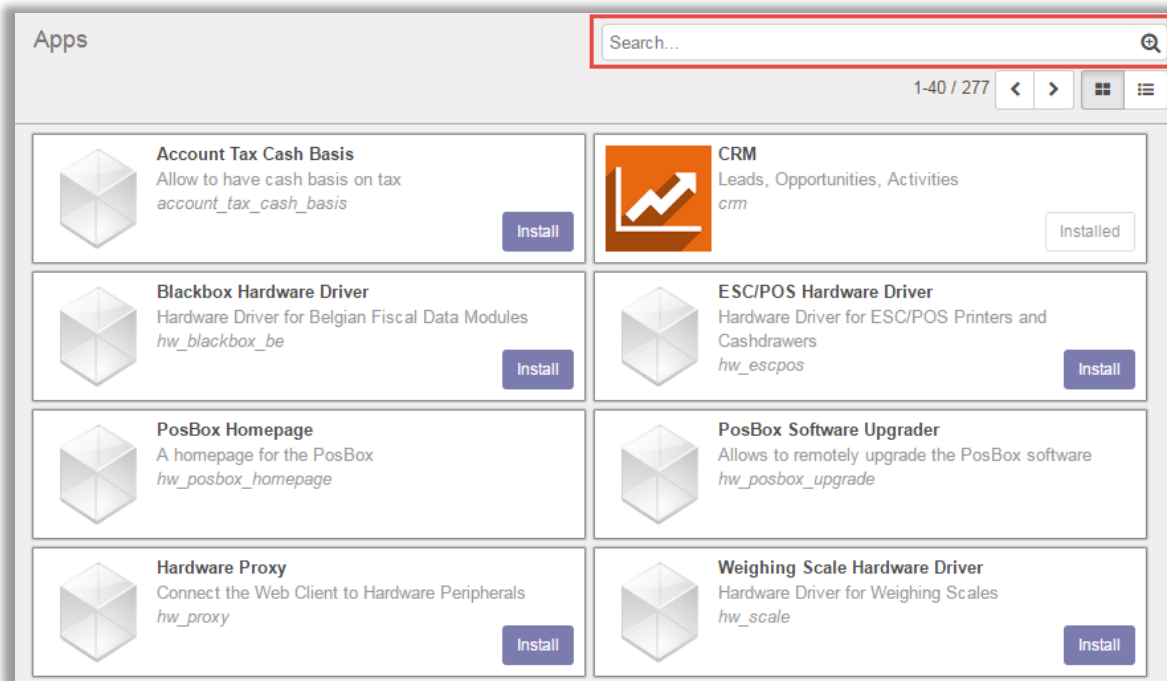 Apps
Search...
1-40 / 277
Account Tax Cash Basis
Allow to have cash basis on tax
account_tax_cash_basis
Install
CRM
Leads, Opportunities, Activities
crm
Installed
Blackbox Hardware Driver
Hardware Driver for Belgian Fiscal Data Modules
hw_blackbox_be
Install
ESC/POS Hardware Driver
Hardware Driver for ESC/POS Printers and
Cashdrawers
hw_escpos
Install
PosBox Homepage
A homepage for the PosBox
hw_posbox_homepage
PosBox Software Upgrader
Allows to remotely upgrade the PosBox software
hw_posbox_upgrade
Hardware Proxy
Connect the Web Client to Hardware Peripherals
hw_proxy
Install
Weighing Scale Hardware Driver
Hardware Driver for Weighing Scales
hw_scale
Install